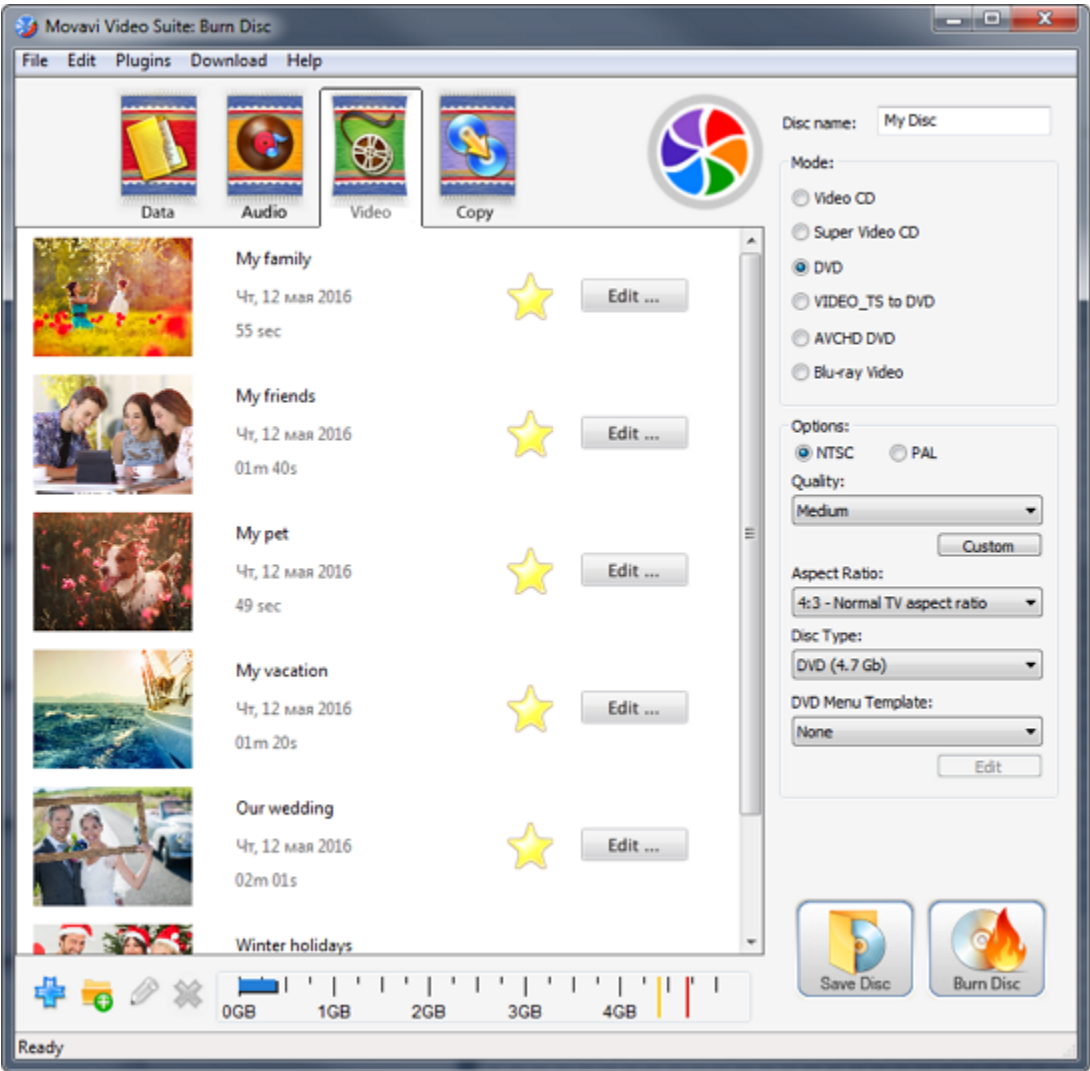 Movavi Video Suite: Burn Disc
File Edit Plugins Download Help
Data
Audio
Video
Copy
My family
Чт, 12 мая 2016
55 sec
Edit ...
My friends
Чт, 12 мая 2016
01m 40s
Edit ...
My pet
Чт, 12 мая 2016
49 sec
Edit ...
My vacation
Чт, 12 мая 2016
01m 20s
Edit ...
Our wedding
Чт, 12 мая 2016
02m 01s
Edit ...
Winter holidays
0GB 1GB 2GB 3GB 4GB
Disc name: My Disc
Mode:
Video CD
Super Video CD
DVD
VIDEO_TS to DVD
AVCHD DVD
Blu-ray Video
Options:
NTSC PAL
Quality:
Medium
Custom
Aspect Ratio:
4:3 - Normal TV aspect ratio
Disc Type:
DVD (4.7 Gb)
DVD Menu Template:
None
Edit
Save Disc
Burn Disc
Ready